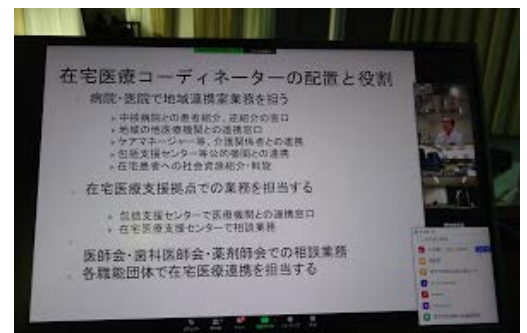 在宅医療コーディネーターの配置と役割
病院・医院で地域連携室業務を担う
中核病院との患者紹介、逆紹介の窓口
地域の他医療機関との連携窓口
ケアマネージャー等、介護関係者との連携
包括支援センター等公的機関との連携
在宅患者への社会資源紹介・斡旋
在宅医療支援拠点での業務を担当する
包括支援センターで医療機関との連携窓口
在宅医療支援センターで相談業務
医師会・歯科医師会・薬剤師会での相談業務
各職能団体で在宅医療連携を担当する